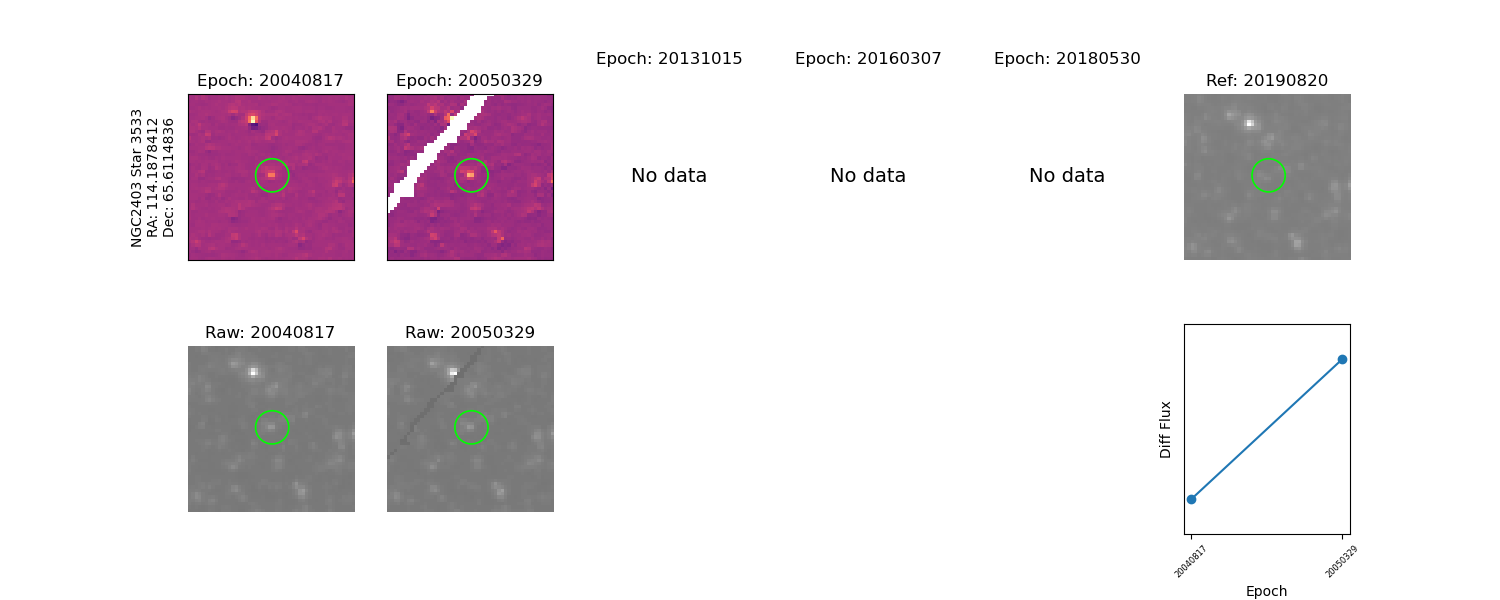 Epoch: 20040817
Epoch: 20050329
Epoch: 20131015
Epoch: 20160307
Epoch: 20180530
Ref: 20190820
NGC2403 Star 3533
RA: 114.1878412
Dec: 65.6114836
No data
No data
No data
Raw: 20040817
Raw: 20050329
Diff Flux
20040817
20050329
Epoch